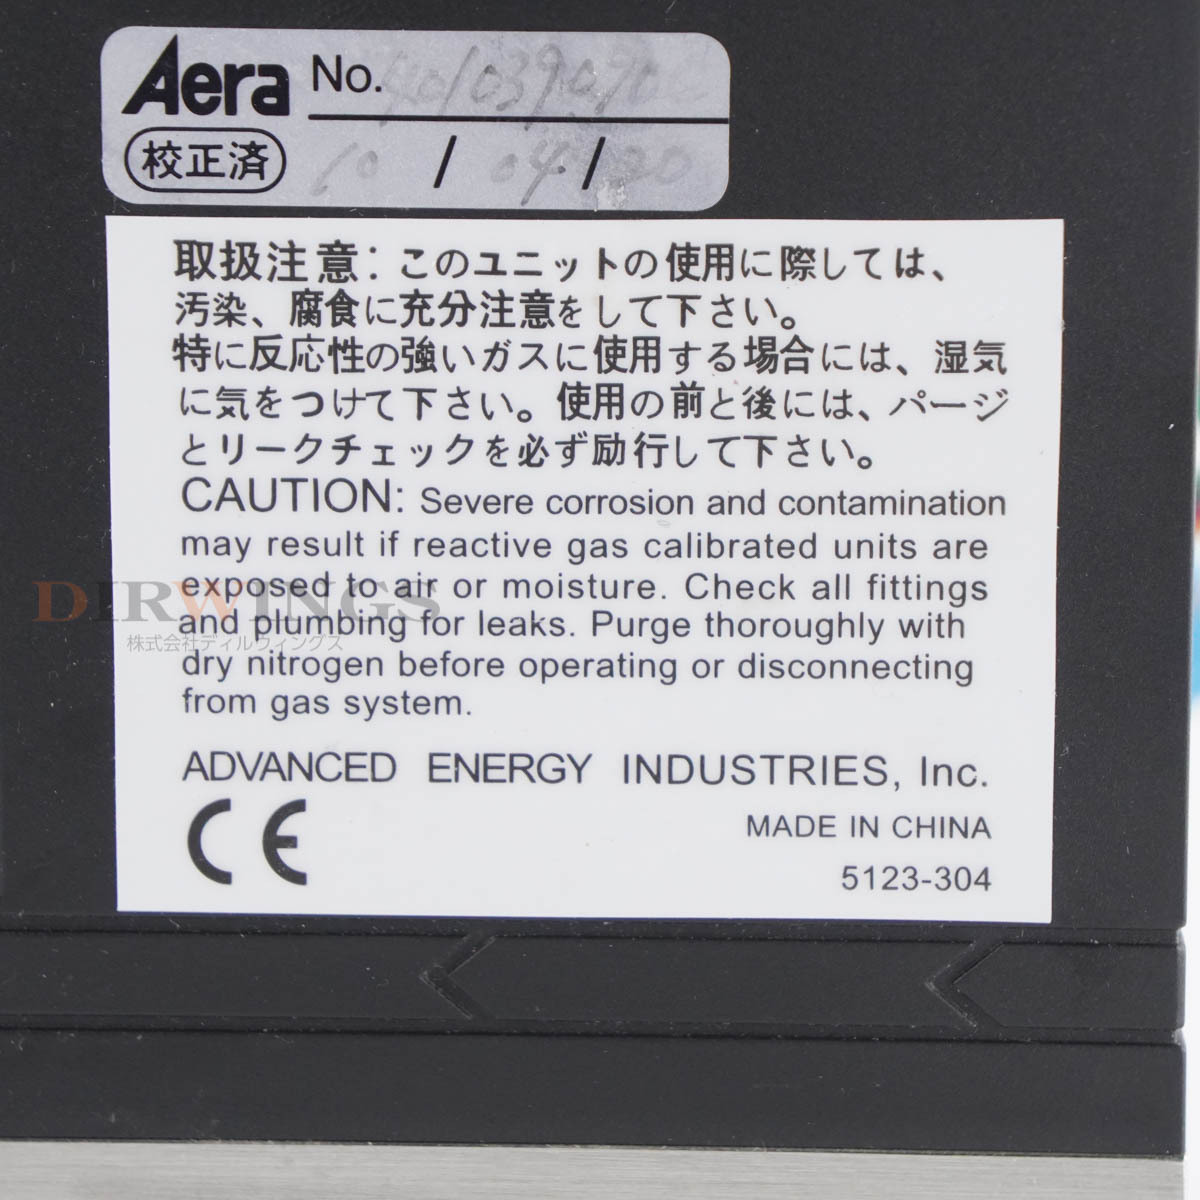 Aera No.
校正済 10 / 04 / 20
取扱注意: このユニットの使用に際しては、
汚染、腐食に充分注意をして下さい。
特に反応性の強いガスに使用する場合には、湿気
に気をつけて下さい。使用の前と後には、パージ
とリークチェックを必ず励行して下さい。
CAUTION: Severe corrosion and contamination
may result if reactive gas calibrated units are
exposed to air or moisture. Check all fittings
and plumbing for leaks. Purge thoroughly with
dry nitrogen before operating or disconnecting
from gas system.
DIRWINGS
株式会社ディルウィングス
ADVANCED ENERGY INDUSTRIES, Inc.
CE
MADE IN CHINA
5123-304